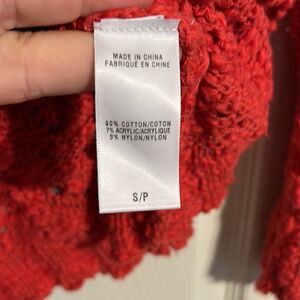 MADE IN CHINA
FABRIQUÉ EN CHINE
90% COTTON/COTON
7% ACRYLIC/ACRYLIQUE
3% NYLON/NYLON
S/P